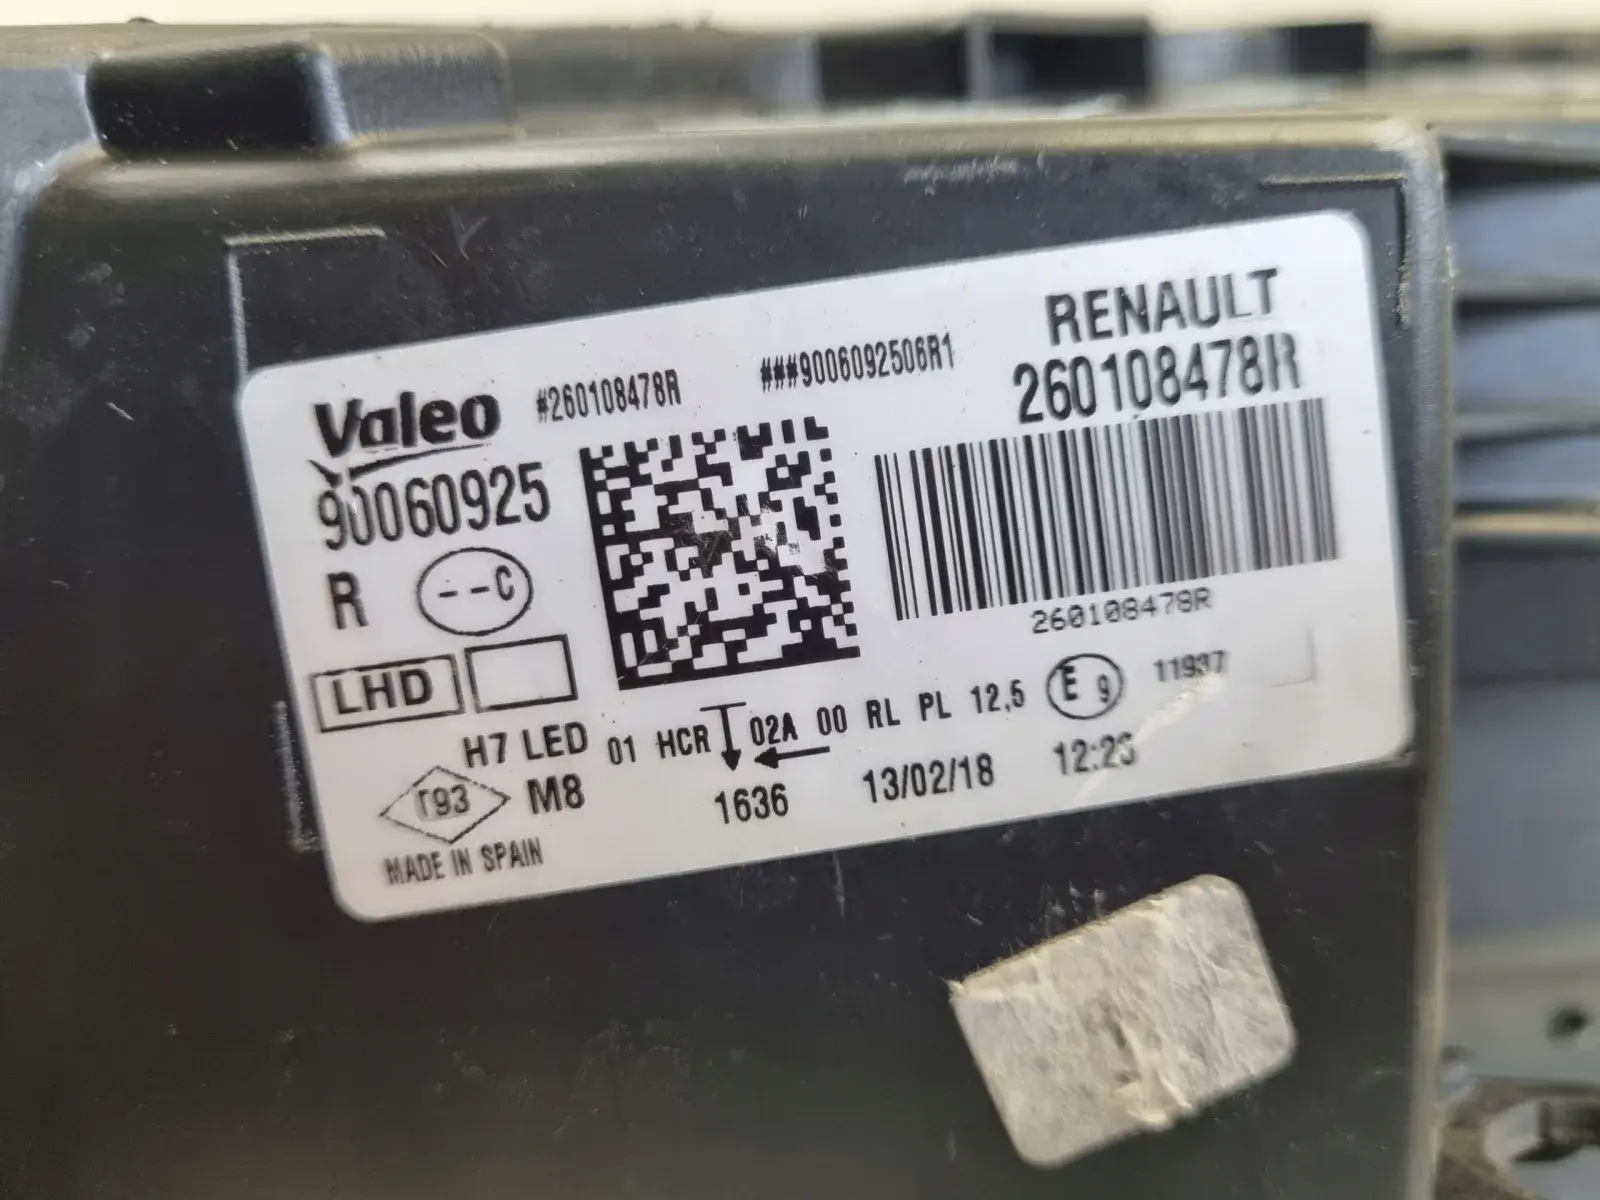 Valeo #260108478R ###9006092506R1 RENAULT
260108478R
90060925
R --C
260108478R
LHD
H7 LED 01 HCR 02A 00 RL PL 12,5 E 9 11937
M8 1636 13/02/18
MADE IN SPAIN